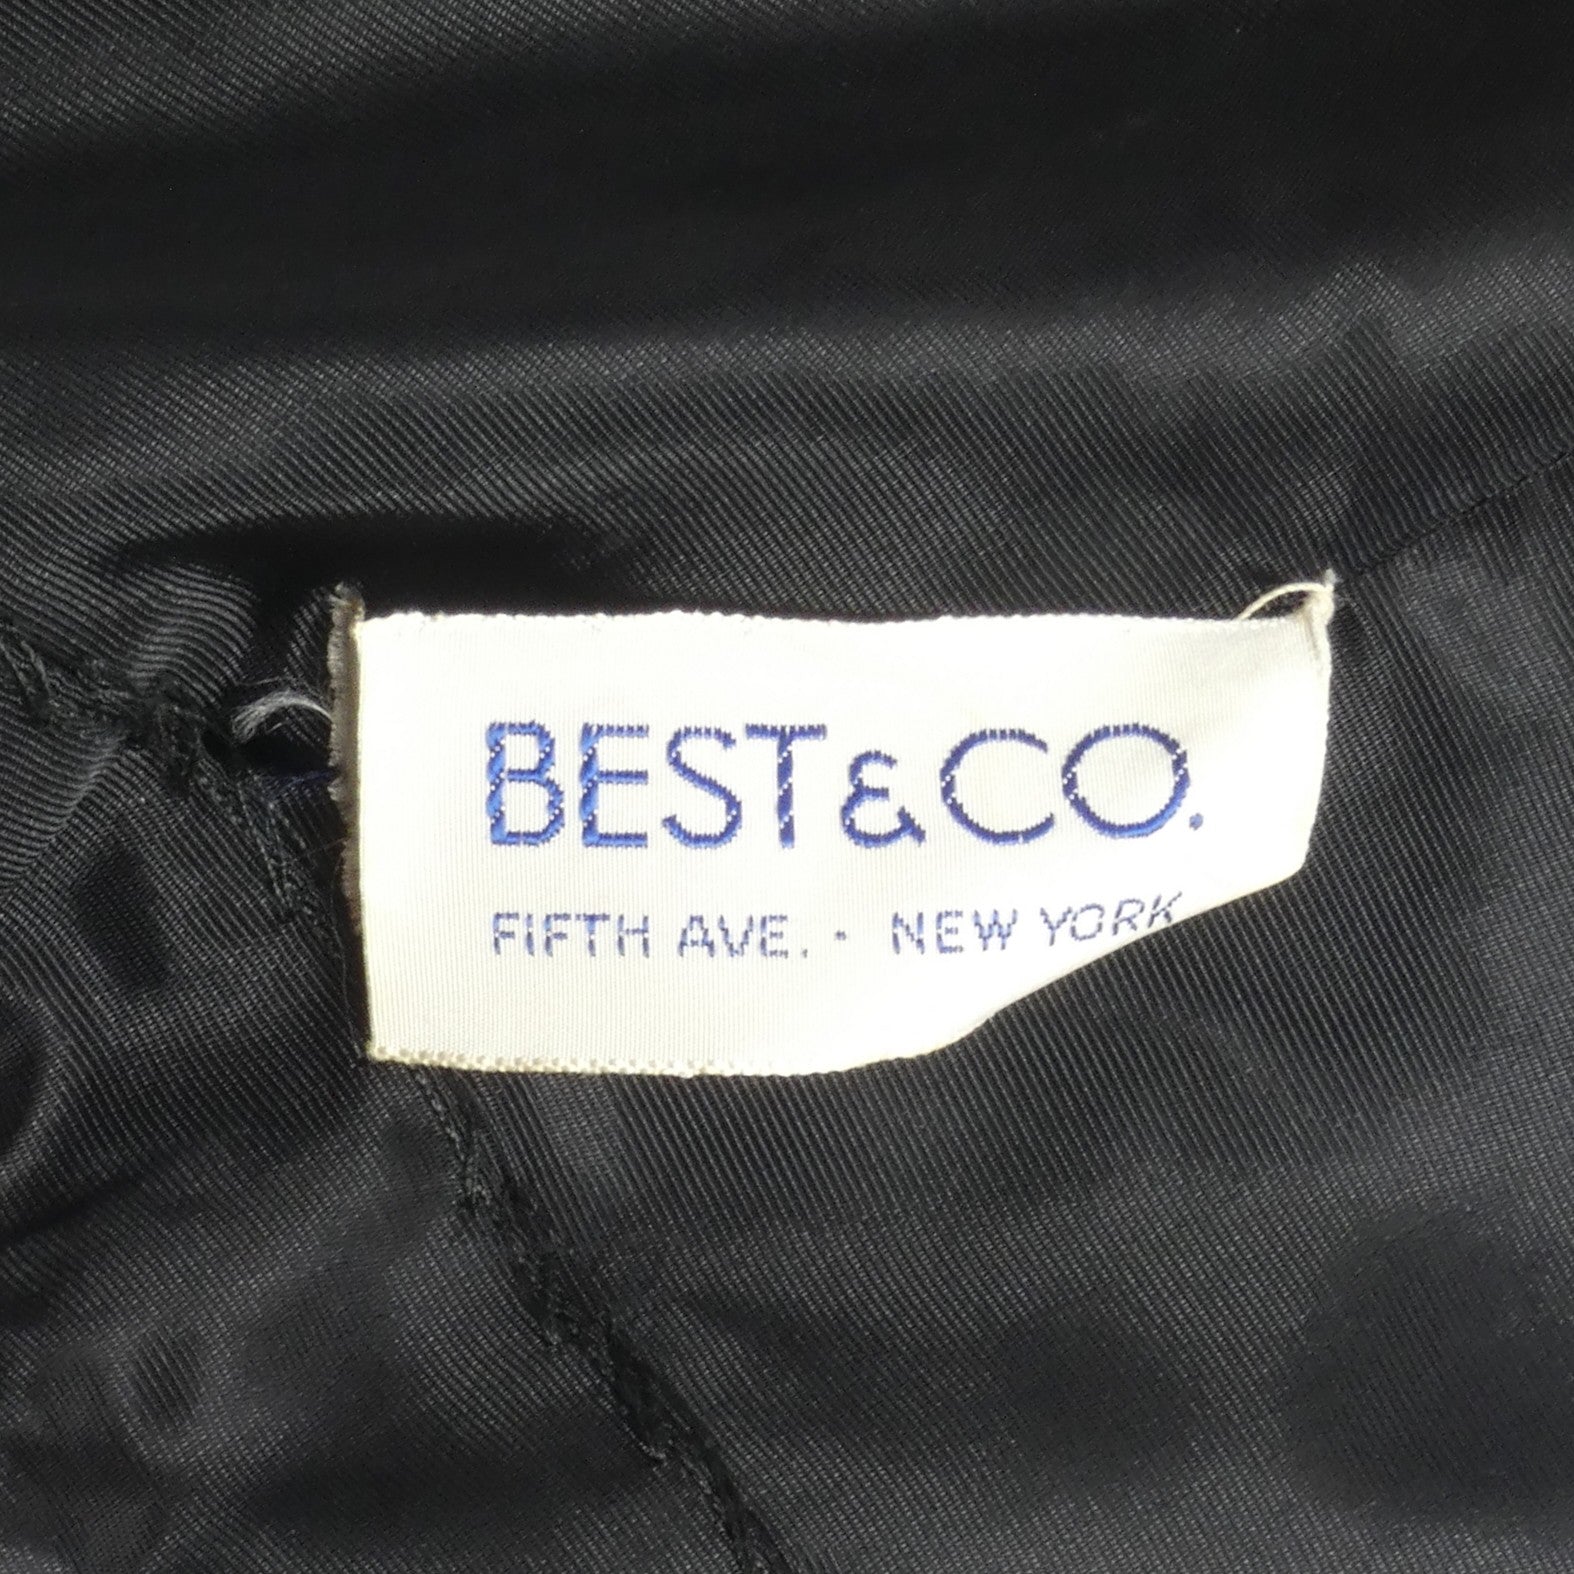 BEST & CO.
FIFTH AVE. · NEW YORK